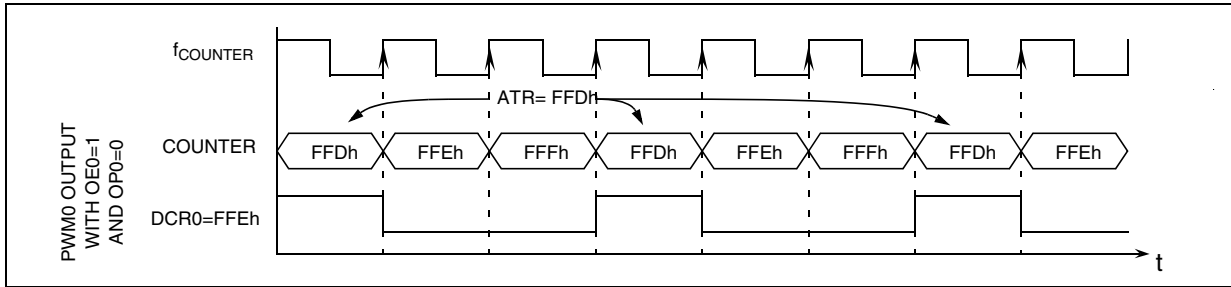 fCOUNTER
ATR= FFDh
COUNTER
FFDh FFEh FFFh FFDh FFEh FFFh FFDh FFEh
PWM0 OUTPUT
WITH OE0=1
AND OP0=0
DCR0=FFEh
t